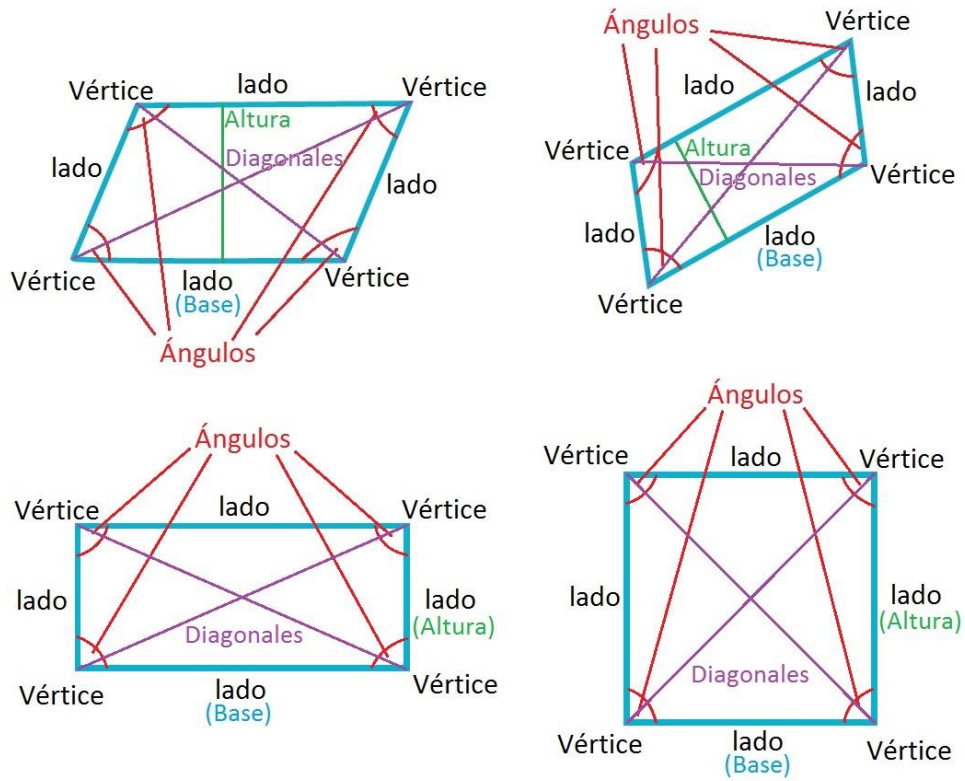 lado
Vértice
Vértice
Altura
Diagonales
lado
lado
Vértice
lado
(Base)
Vértice
Ángulos
Ángulos
Vértice
lado
lado
Vértice
Altura
Diagonales
Vértice
lado
lado
(Base)
Vértice
Ángulos
Vértice
lado
Vértice
lado
lado
(Altura)
Diagonales
Vértice
lado
(Base)
Vértice
Ángulos
Vértice
lado
Vértice
lado
lado
(Altura)
Diagonales
Vértice
lado
(Base)
Vértice